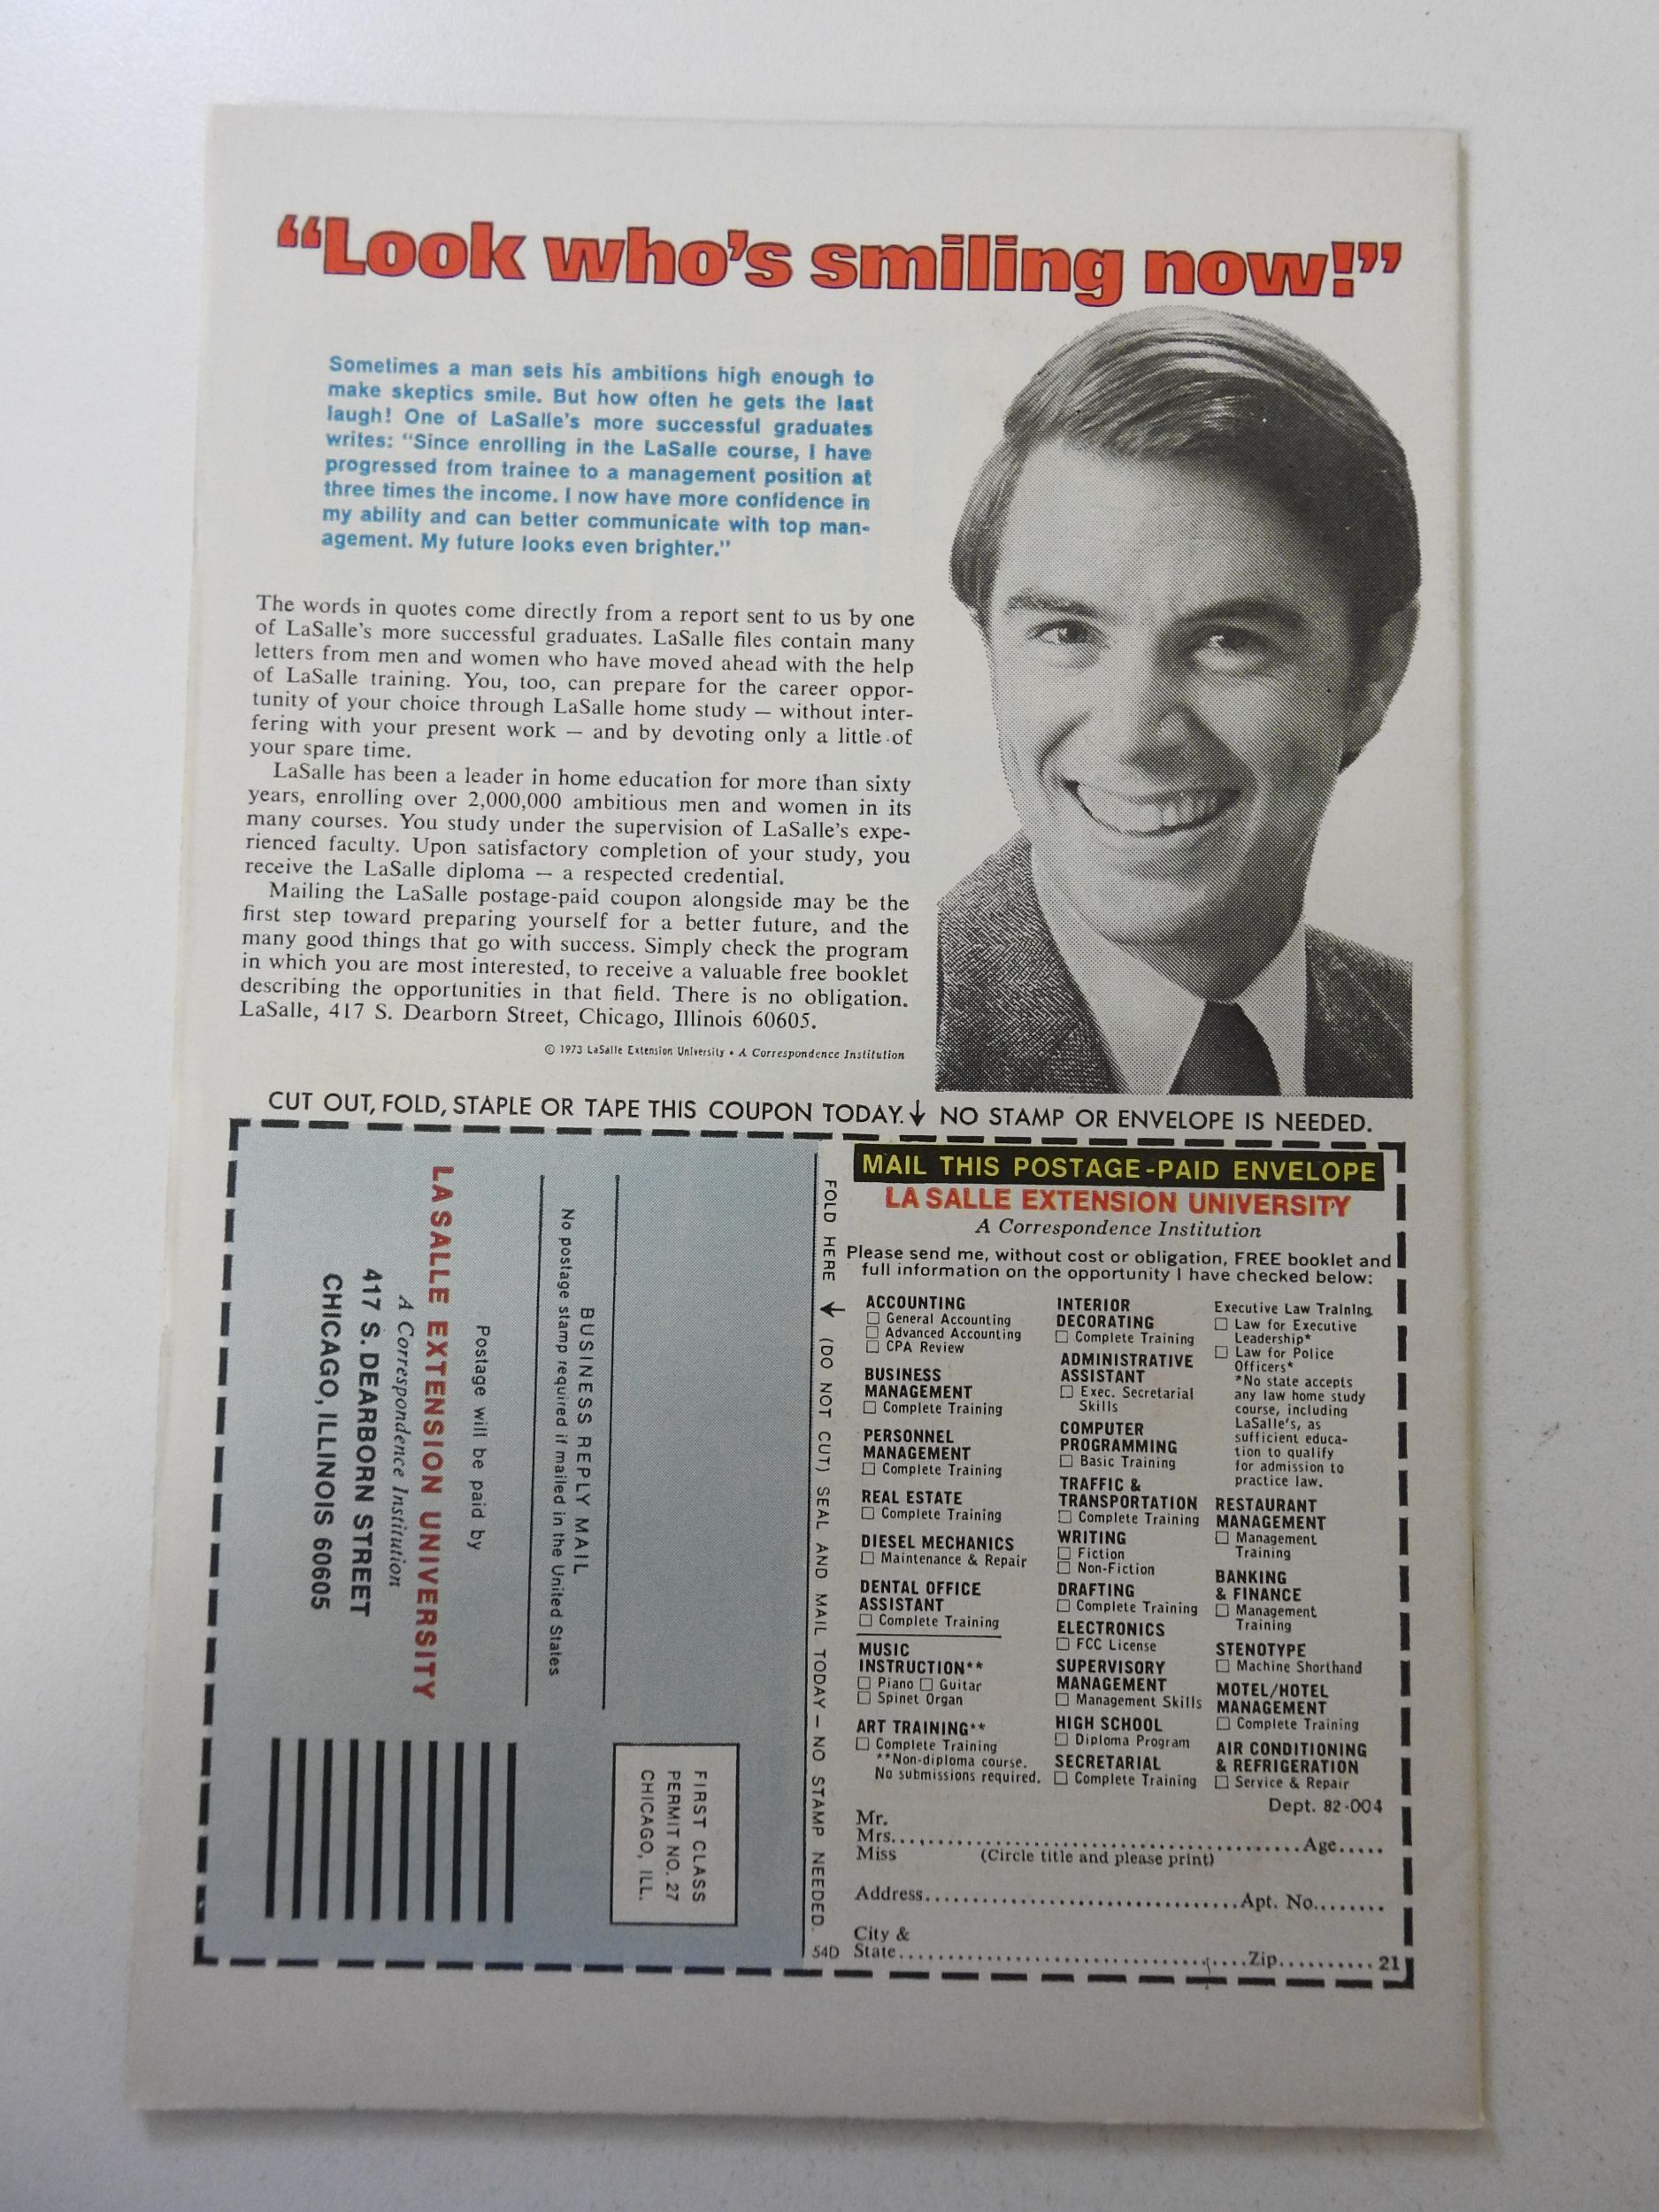 “Look who’s smiling now!”
Sometimes a man sets his ambitions high enough to
make skeptics smile. But how often he gets the last
laugh! One of LaSalle’s more successful graduates
writes: “Since enrolling in the LaSalle course, I have
progressed from trainee to a management position at
three times the income. I now have more confidence in
my ability and can better communicate with top man-
agement. My future looks even brighter.”
The words in quotes come directly from a report sent to us by one
of LaSalle’s more successful graduates. LaSalle files contain many
letters from men and women who have moved ahead with the help
of LaSalle training. You, too, can prepare for the career oppor-
tunity of your choice through LaSalle home study — without inter-
fering with your present work — and by devoting only a little of
your spare time.
LaSalle has been a leader in home education for more than sixty
years, enrolling over 2,000,000 ambitious men and women in its
many courses. You study under the supervision of LaSalle’s expe-
rienced faculty. Upon satisfactory completion of your study, you
receive the LaSalle diploma — a respected credential.
Mailing the LaSalle postage-paid coupon alongside may be the
first step toward preparing yourself for a better future, and the
many good things that go with success. Simply check the program
in which you are most interested, to receive a valuable free booklet
describing the opportunities in that field. There is no obligation.
LaSalle, 417 S. Dearborn Street, Chicago, Illinois 60605.
© 1973 LaSalle Extension University • A Correspondence Institution
CUT OUT, FOLD, STAPLE OR TAPE THIS COUPON TODAY. ↓ NO STAMP OR ENVELOPE IS NEEDED.
FIRST CLASS
PERMIT NO. 27
CHICAGO, ILL.
BUSINESS REPLY MAIL
No postage stamp required if mailed in the United States
Postage will be paid by
LA SALLE EXTENSION UNIVERSITY
A Correspondence Institution
417 S. DEARBORN STREET
CHICAGO, ILLINOIS 60605
FOLD HERE ← (DO NOT CUT) SEAL AND MAIL TODAY — NO STAMP NEEDED.
54D
MAIL THIS POSTAGE-PAID ENVELOPE
LA SALLE EXTENSION UNIVERSITY
A Correspondence Institution
Please send me, without cost or obligation, FREE booklet and
full information on the opportunity I have checked below:
ACCOUNTING
☐ General Accounting
☐ Advanced Accounting
☐ CPA Review
BUSINESS
MANAGEMENT
☐ Complete Training
PERSONNEL
MANAGEMENT
☐ Complete Training
REAL ESTATE
☐ Complete Training
DIESEL MECHANICS
☐ Maintenance & Repair
DENTAL OFFICE
ASSISTANT
☐ Complete Training
MUSIC
INSTRUCTION**
☐ Piano ☐ Guitar
☐ Spinet Organ
ART TRAINING**
☐ Complete Training
**Non-diploma course.
No submissions required.
INTERIOR
DECORATING
☐ Complete Training
ADMINISTRATIVE
ASSISTANT
☐ Exec. Secretarial
Skills
COMPUTER
PROGRAMMING
☐ Basic Training
TRAFFIC &
TRANSPORTATION
☐ Complete Training
WRITING
☐ Fiction
☐ Non-Fiction
DRAFTING
☐ Complete Training
ELECTRONICS
☐ FCC License
SUPERVISORY
MANAGEMENT
☐ Management Skills
HIGH SCHOOL
☐ Diploma Program
SECRETARIAL
☐ Complete Training
Executive Law Training
☐ Law for Executive
Leadership*
☐ Law for Police
Officers*
*No state accepts
any law home study
course, including
LaSalle’s, as
sufficient educa-
tion to qualify
for admission to
practice law.
RESTAURANT
MANAGEMENT
☐ Management
Training
BANKING
& FINANCE
☐ Management
Training
STENOTYPE
☐ Machine Shorthand
MOTEL/HOTEL
MANAGEMENT
☐ Complete Training
AIR CONDITIONING
& REFRIGERATION
☐ Service & Repair
Dept. 82-004
Mr.
Mrs. Age
Miss (Circle title and please print)
Address Apt. No.
City &
State Zip 21